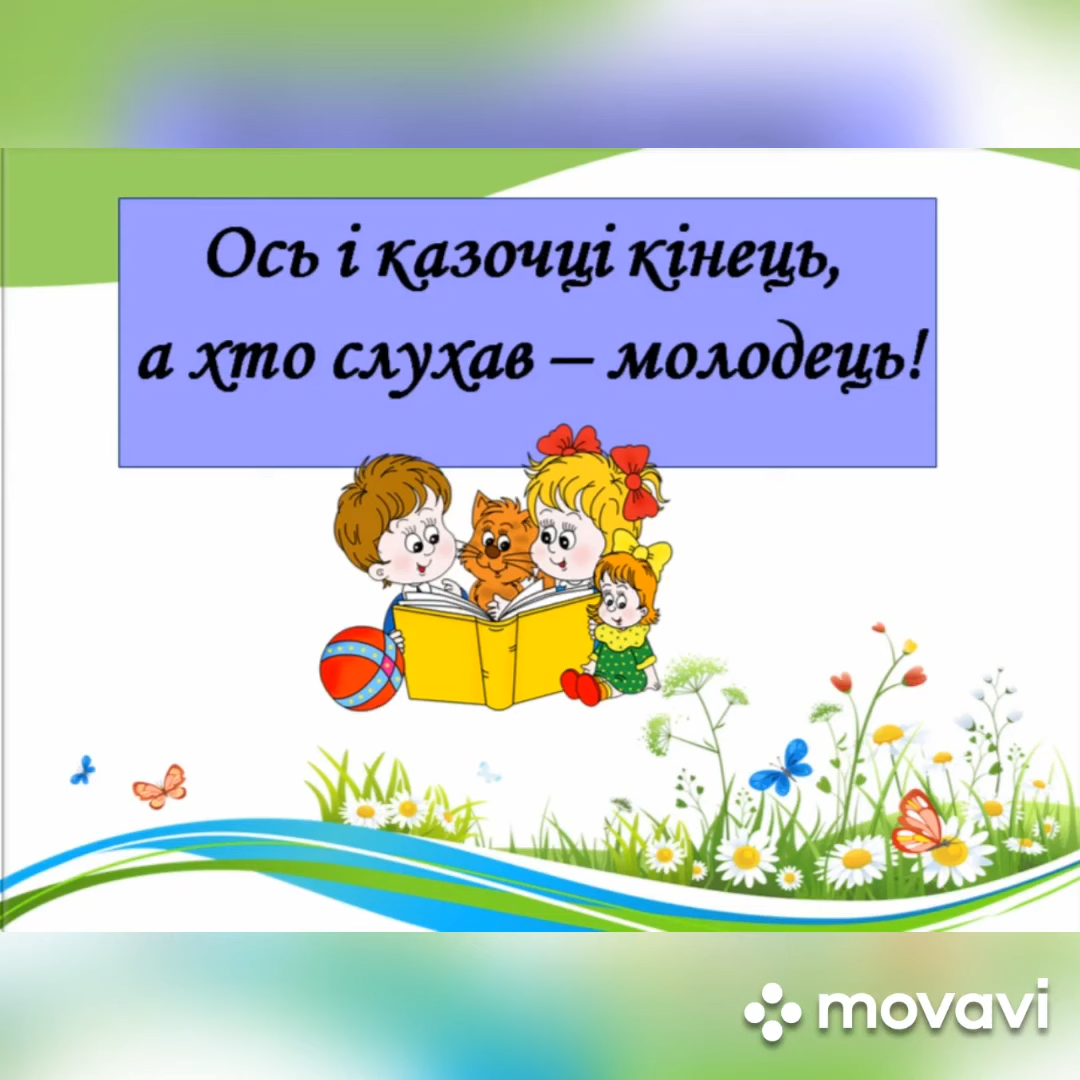 Ось і казочці кінець,
а хто слухав – молодець!
movavi